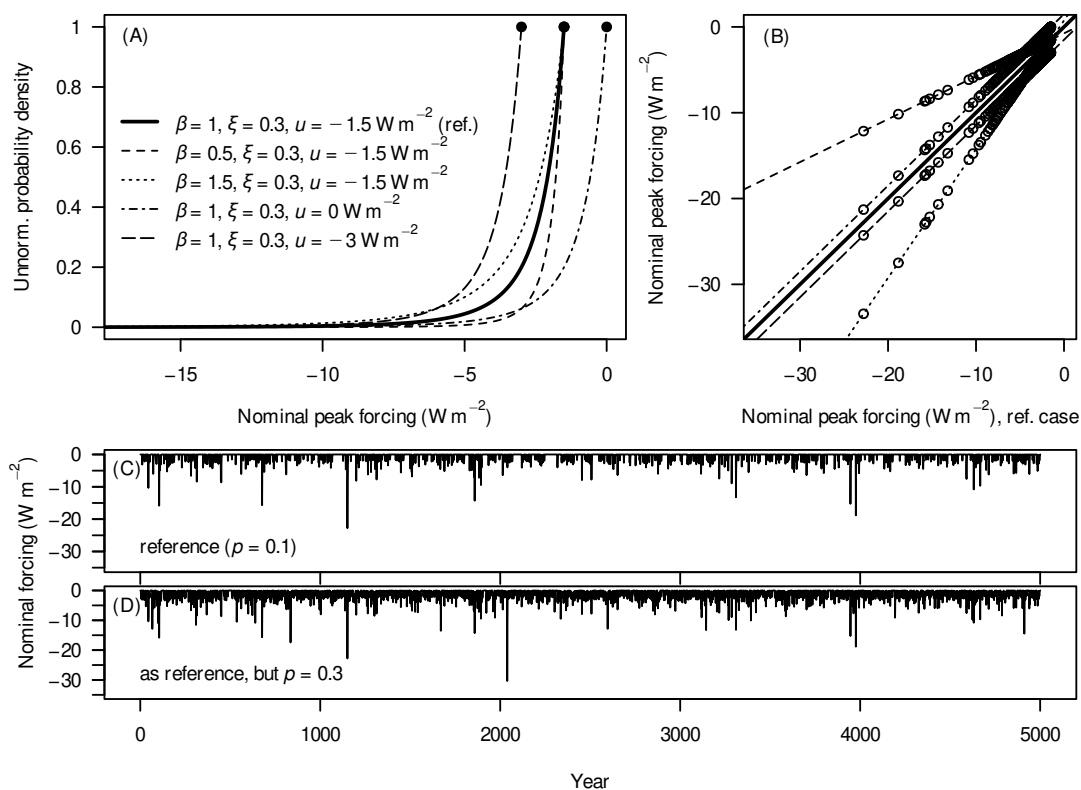 (A)
Unnorm. probability density
1
0.8
0.6
0.4
0.2
0
β = 1, ξ = 0.3, u = −1.5 W m⁻² (ref.)
β = 0.5, ξ = 0.3, u = −1.5 W m⁻²
β = 1.5, ξ = 0.3, u = −1.5 W m⁻²
β = 1, ξ = 0.3, u = 0 W m⁻²
β = 1, ξ = 0.3, u = −3 W m⁻²
−15 −10 −5 0
Nominal peak forcing (W m⁻²)
(B)
Nominal peak forcing (W m⁻²)
0
−10
−20
−30
−30 −20 −10 0
Nominal peak forcing (W m⁻²), ref. case
Nominal forcing (W m⁻²)
(C)
0
−10
−20
−30
reference (p = 0.1)
(D)
0
−10
−20
−30
as reference, but p = 0.3
0 1000 2000 3000 4000 5000
Year